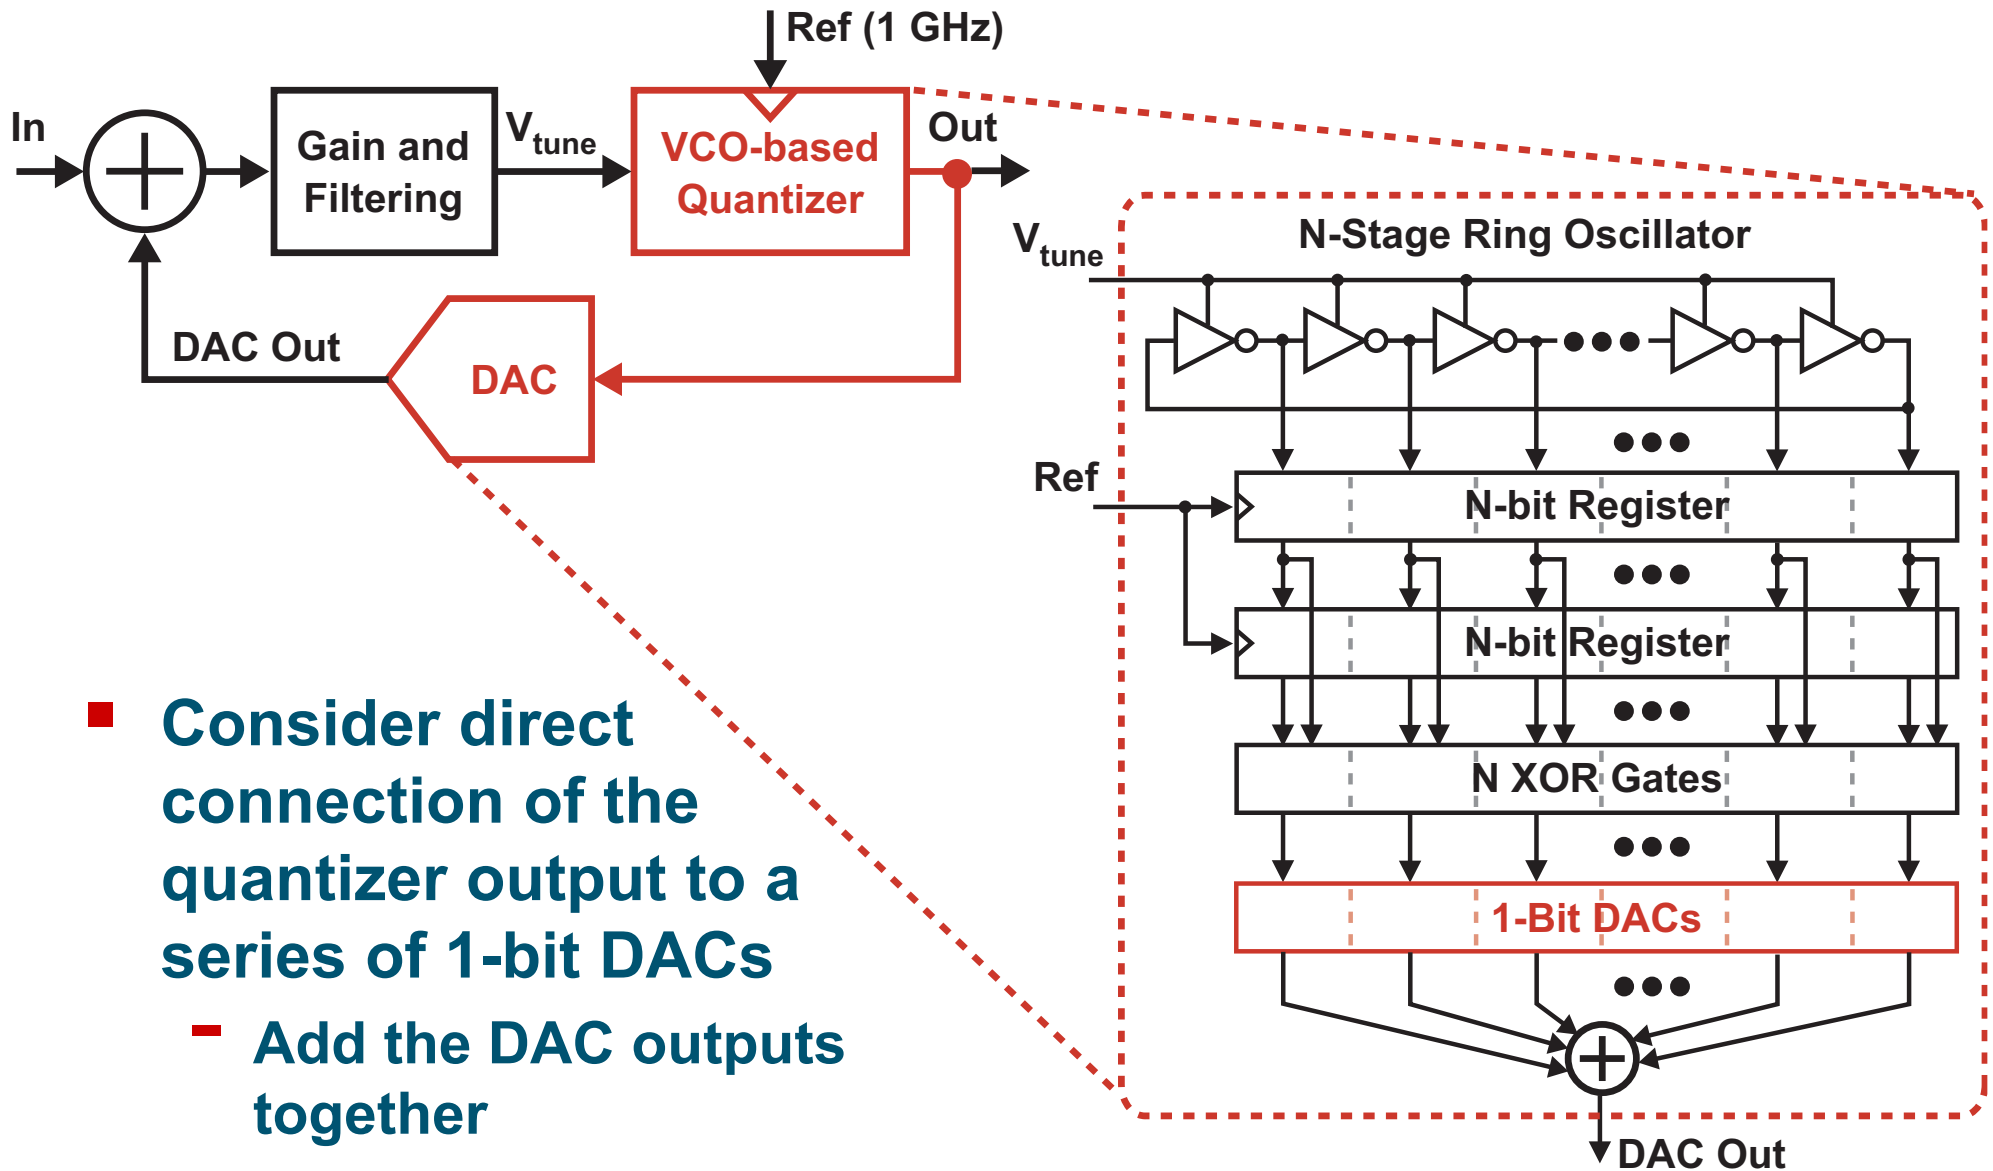 Ref (1 GHz)
In
Gain and
Filtering
Vtune
VCO-based
Quantizer
Out
DAC Out
DAC
Vtune
N-Stage Ring Oscillator
Ref
N-bit Register
N-bit Register
N XOR Gates
1-Bit DACs
DAC Out
Consider direct
connection of the
quantizer output to a
series of 1-bit DACs
Add the DAC outputs
together